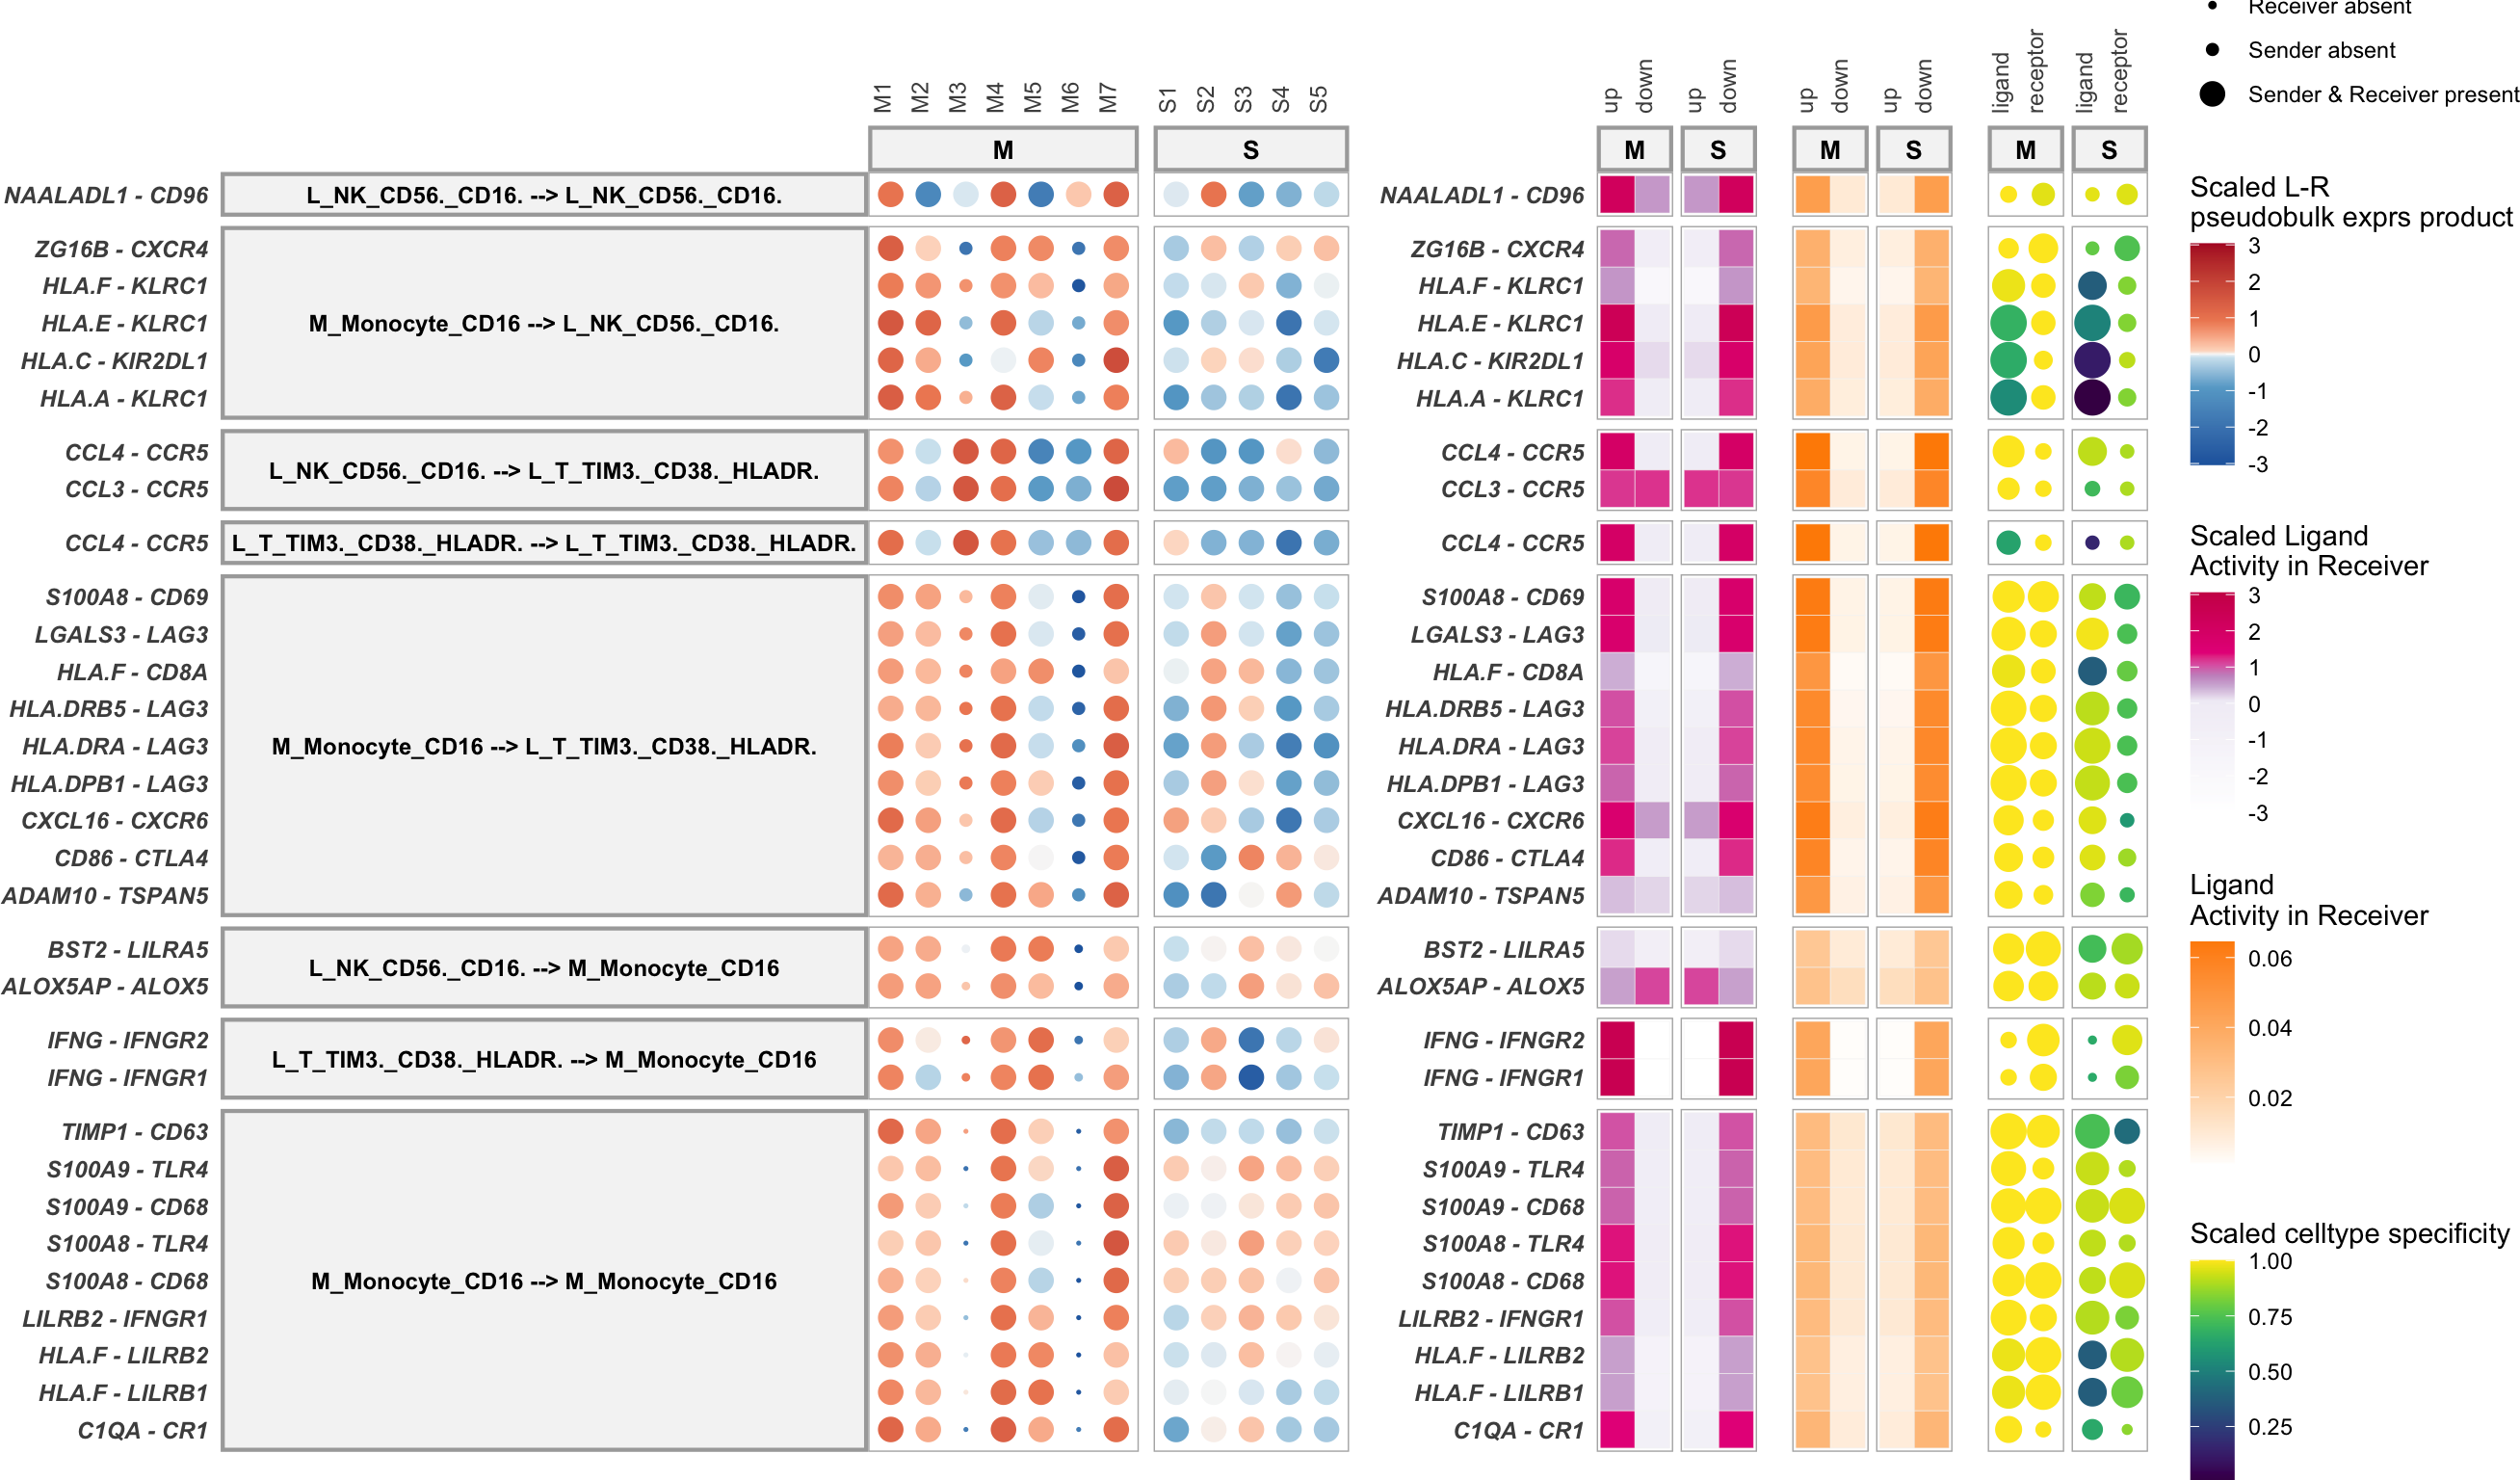 Receiver absent
Sender absent
Sender & Receiver present
M1 M2 M3 M4 M5 M6 M7 S1 S2 S3 S4 S5 up down up down up down up down ligand receptor ligand receptor
M S M S M S M S
NAALADL1 - CD96 L_NK_CD56._CD16. --> L_NK_CD56._CD16. NAALADL1 - CD96
ZG16B - CXCR4 ZG16B - CXCR4
HLA.F - KLRC1 HLA.F - KLRC1
HLA.E - KLRC1 M_Monocyte_CD16 --> L_NK_CD56._CD16. HLA.E - KLRC1
HLA.C - KIR2DL1 HLA.C - KIR2DL1
HLA.A - KLRC1 HLA.A - KLRC1
CCL4 - CCR5 CCL4 - CCR5
L_NK_CD56._CD16. --> L_T_TIM3._CD38._HLADR.
CCL3 - CCR5 CCL3 - CCR5
CCL4 - CCR5 L_T_TIM3._CD38._HLADR. --> L_T_TIM3._CD38._HLADR. CCL4 - CCR5
S100A8 - CD69 S100A8 - CD69
LGALS3 - LAG3 LGALS3 - LAG3
HLA.F - CD8A HLA.F - CD8A
HLA.DRB5 - LAG3 HLA.DRB5 - LAG3
HLA.DRA - LAG3 M_Monocyte_CD16 --> L_T_TIM3._CD38._HLADR. HLA.DRA - LAG3
HLA.DPB1 - LAG3 HLA.DPB1 - LAG3
CXCL16 - CXCR6 CXCL16 - CXCR6
CD86 - CTLA4 CD86 - CTLA4
ADAM10 - TSPAN5 ADAM10 - TSPAN5
BST2 - LILRA5 BST2 - LILRA5
L_NK_CD56._CD16. --> M_Monocyte_CD16
ALOX5AP - ALOX5 ALOX5AP - ALOX5
IFNG - IFNGR2 IFNG - IFNGR2
L_T_TIM3._CD38._HLADR. --> M_Monocyte_CD16
IFNG - IFNGR1 IFNG - IFNGR1
TIMP1 - CD63 TIMP1 - CD63
S100A9 - TLR4 S100A9 - TLR4
S100A9 - CD68 S100A9 - CD68
S100A8 - TLR4 S100A8 - TLR4
S100A8 - CD68 M_Monocyte_CD16 --> M_Monocyte_CD16 S100A8 - CD68
LILRB2 - IFNGR1 LILRB2 - IFNGR1
HLA.F - LILRB2 HLA.F - LILRB2
HLA.F - LILRB1 HLA.F - LILRB1
C1QA - CR1 C1QA - CR1
Scaled L-R
pseudobulk exprs product
3
2
1
0
-1
-2
-3
Scaled Ligand
Activity in Receiver
3
2
1
0
-1
-2
-3
Ligand
Activity in Receiver
0.06
0.04
0.02
Scaled celltype specificity
1.00
0.75
0.50
0.25